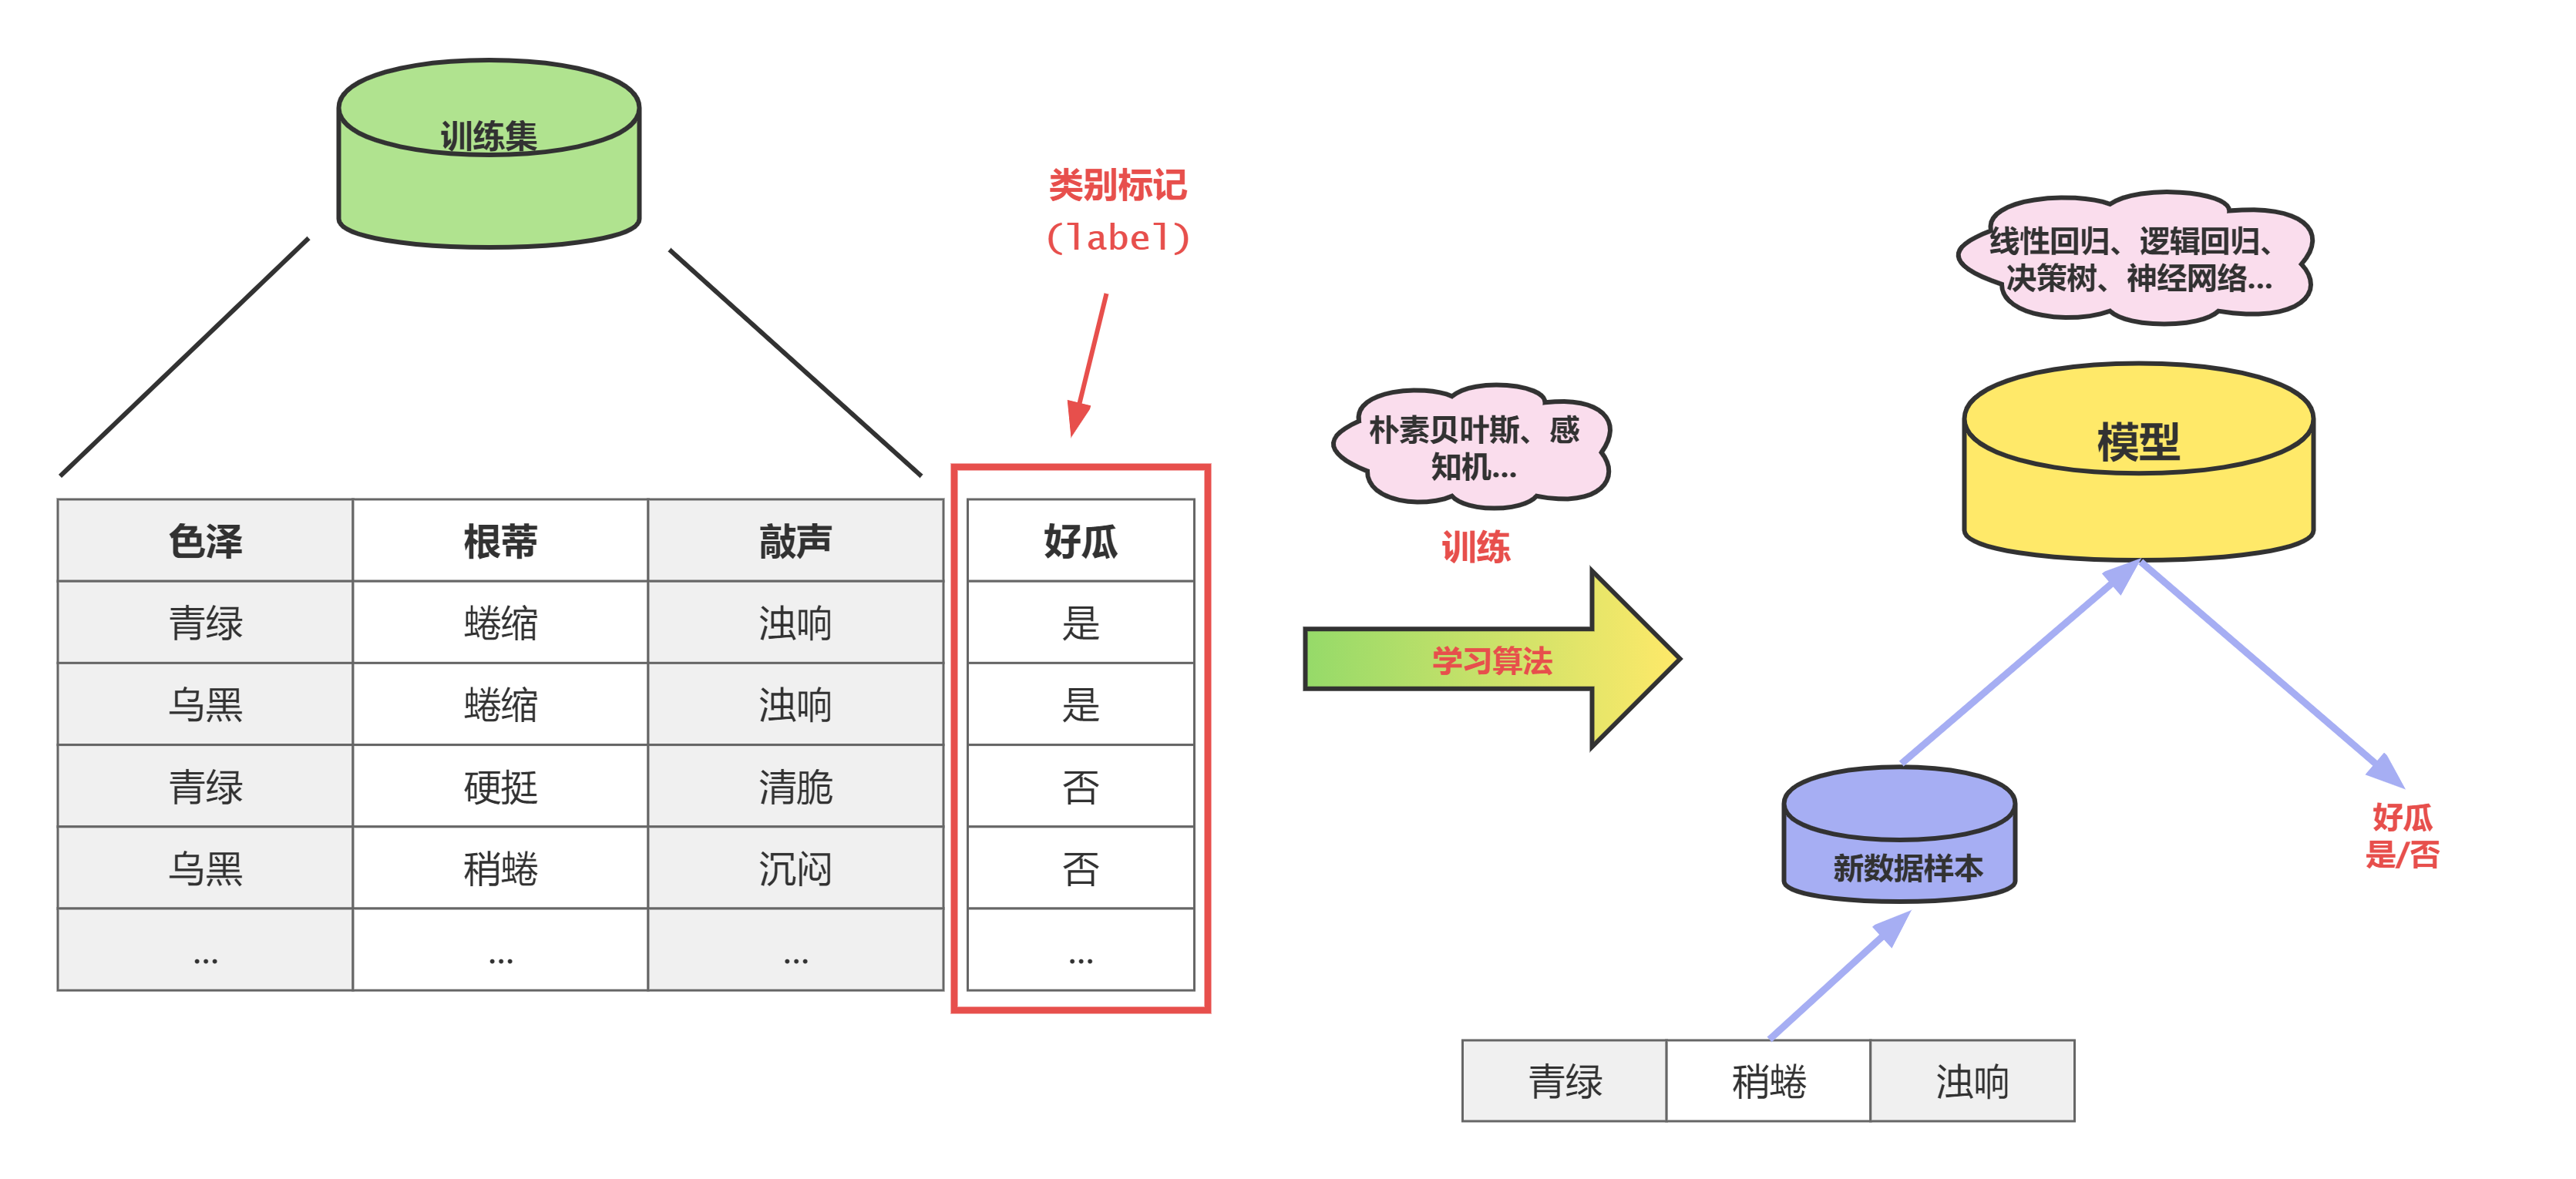 训练集
类别标记
(label)
色泽 根蒂 敲声 好瓜
青绿 蜷缩 浊响 是
乌黑 蜷缩 浊响 是
青绿 硬挺 清脆 否
乌黑 稍蜷 沉闷 否
... ... ... ...
朴素贝叶斯、感
知机...
训练
学习算法
线性回归、逻辑回归、
决策树、神经网络...
模型
新数据样本
好瓜
是/否
青绿 稍蜷 浊响